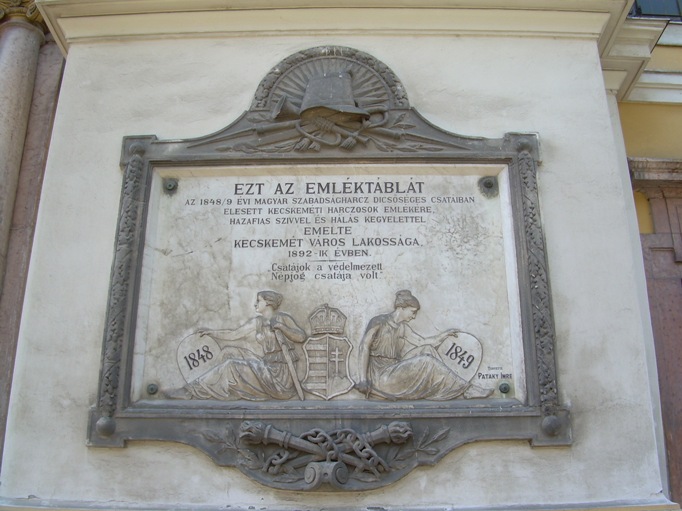 EZT AZ EMLÉKTÁBLÁT
AZ 1848/9 ÉVI MAGYAR SZABADSÁGHARCZ DICSŐSÉGES CSATÁIBAN
ELESETT KECSKEMÉTI HARCZOSOK EMLÉKÉRE,
HAZAFIAS SZIVVEL ÉS HÁLÁS KEGYELETTEL
EMELTE
KECSKEMÉT VÁROS LAKOSSÁGA,
1892-IK ÉVBEN.
„Csatájok a védelmezett
Népjog csatája volt".
1848
1849
PATAKY IMRE